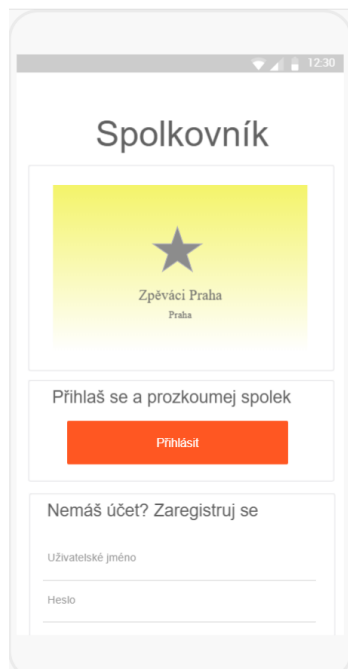 12:30
Spolkovník
Zpěváci Praha
Praha
Přihlaš se a prozkoumej spolek
Přihlásit
Nemáš účet? Zaregistruj se
Uživatelské jméno
Heslo